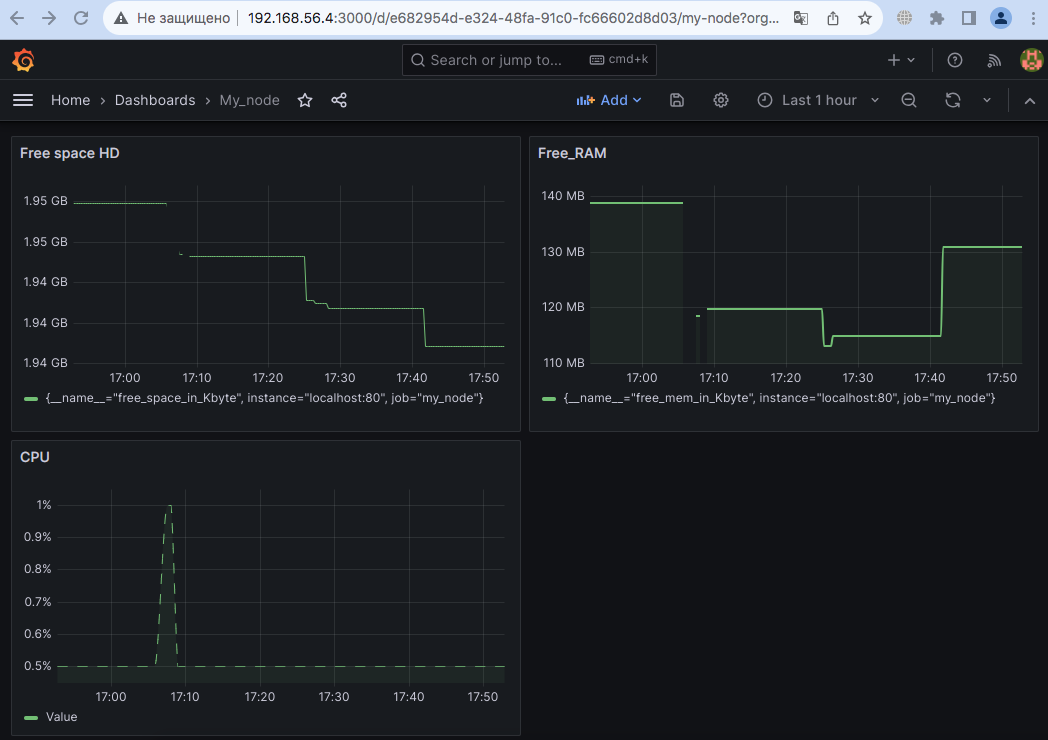 Не защищено
192.168.56.4:3000/d/e682954d-e324-48fa-91c0-fc66602d8d03/my-node?org...
Search or jump to...
cmd+k
Home
Dashboards
My_node
Add
Last 1 hour
Free space HD
1.95 GB
1.95 GB
1.94 GB
1.94 GB
1.94 GB
17:00
17:10
17:20
17:30
17:40
17:50
{__name__="free_space_in_Kbyte", instance="localhost:80", job="my_node"}
Free_RAM
140 MB
130 MB
120 MB
110 MB
17:00
17:10
17:20
17:30
17:40
17:50
{__name__="free_mem_in_Kbyte", instance="localhost:80", job="my_node"}
CPU
1%
0.9%
0.8%
0.7%
0.6%
0.5%
17:00
17:10
17:20
17:30
17:40
17:50
Value